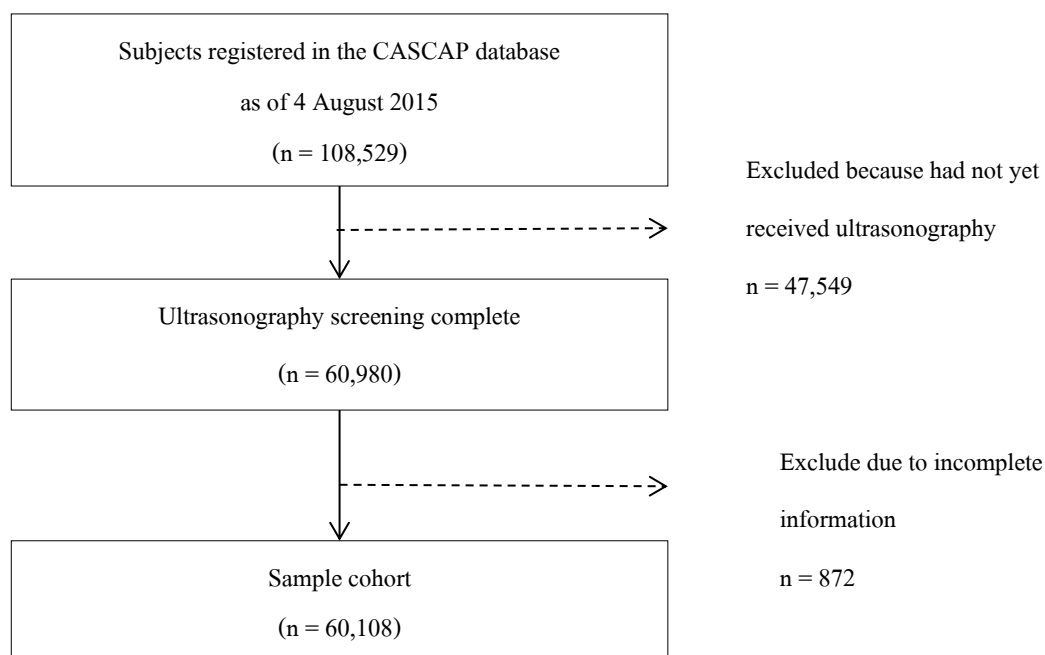 Subjects registered in the CASCAP database
as of 4 August 2015
(n = 108,529)
Excluded because had not yet
received ultrasonography
n = 47,549
Ultrasonography screening complete
(n = 60,980)
Exclude due to incomplete
information
n = 872
Sample cohort
(n = 60,108)